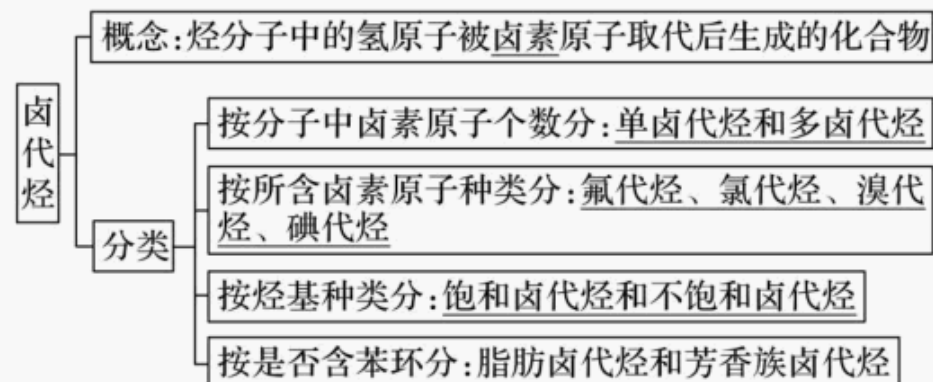 卤代烃
概念:烃分子中的氢原子被卤素原子取代后生成的化合物
分类
按分子中卤素原子个数分:单卤代烃和多卤代烃
按所含卤素原子种类分:氟代烃、氯代烃、溴代
烃、碘代烃
按烃基种类分:饱和卤代烃和不饱和卤代烃
按是否含苯环分:脂肪卤代烃和芳香族卤代烃